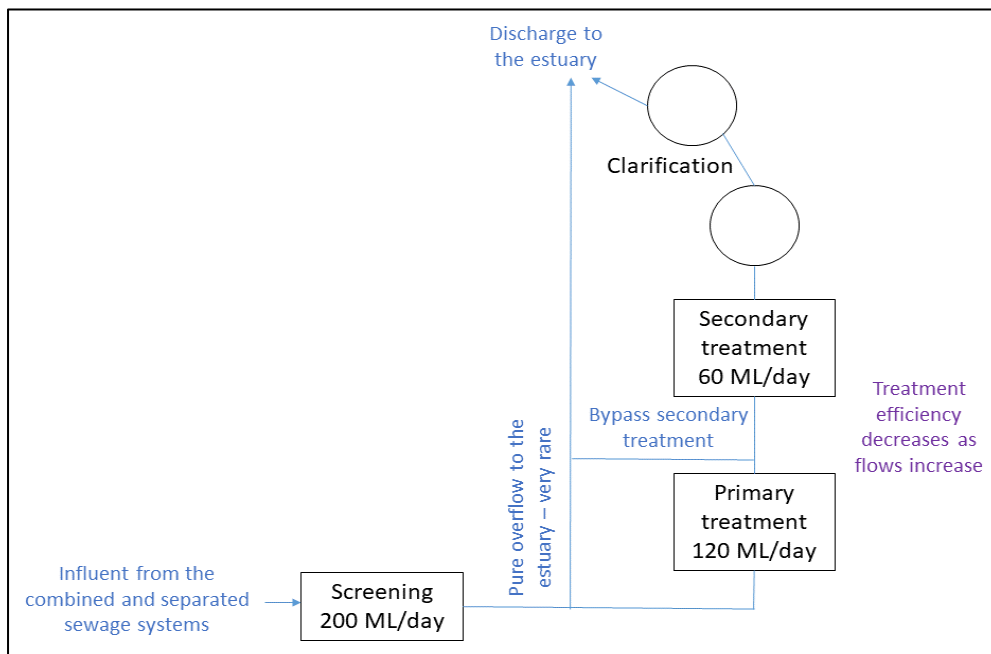 Discharge to
the estuary
Clarification
Secondary
treatment
60 ML/day
Treatment
efficiency
decreases as
flows increase
Bypass secondary
treatment
Pure overflow to the
estuary – very rare
Primary
treatment
120 ML/day
Influent from the
combined and separated
sewage systems
Screening
200 ML/day